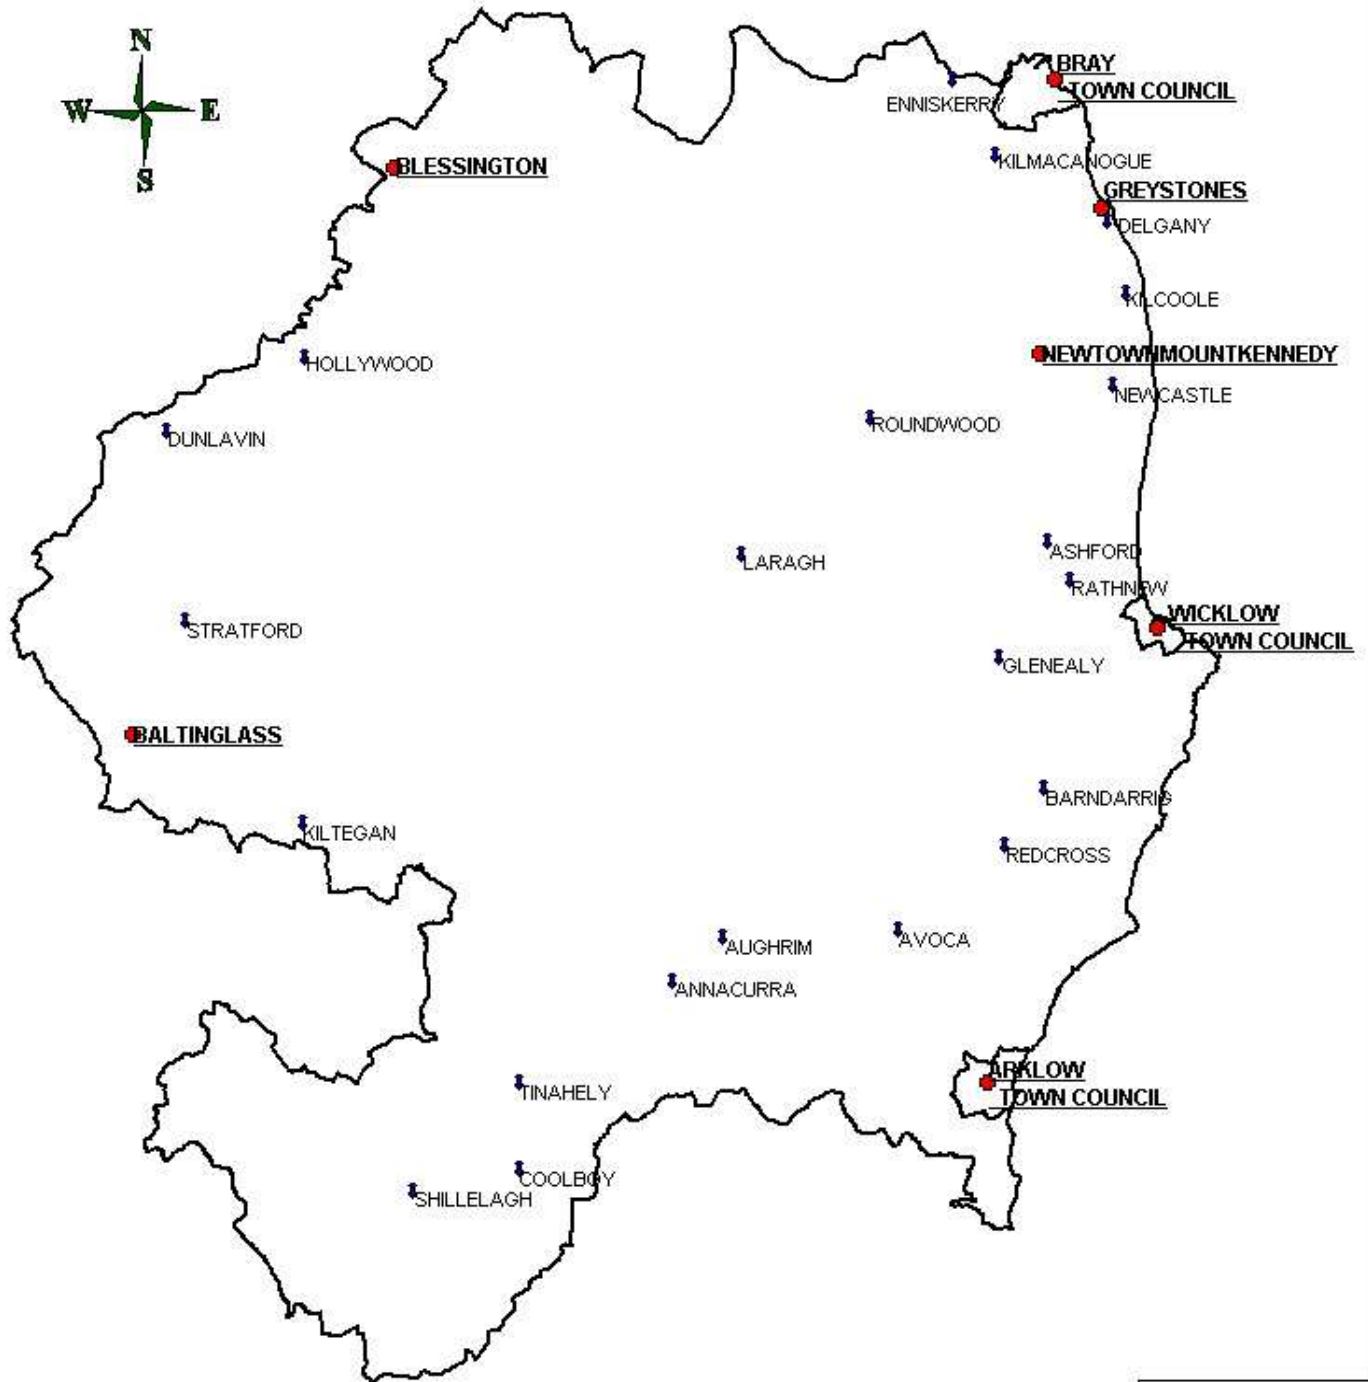 N
BRAY
TOWN COUNCIL
ENNISKERRY
W E
KILMACANOGUE
BLESSINGTON
S
GREYSTONES
DELGANY
KILCOOLE
NEWTOWNMOUNTKENNEDY
HOLLYWOOD
NEWCASTLE
ROUNDWOOD
DUNLAVIN
ASHFORD
LARAGH
RATHNEW
WICKLOW
TOWN COUNCIL
STRATFORD
GLENEALY
BALTINGLASS
BARNDARRIG
KILTEGAN
REDCROSS
AVOCA
AUGHRIM
ANNACURRA
ARKLOW
TOWN COUNCIL
TINAHELY
COOLBOY
SHILLELAGH